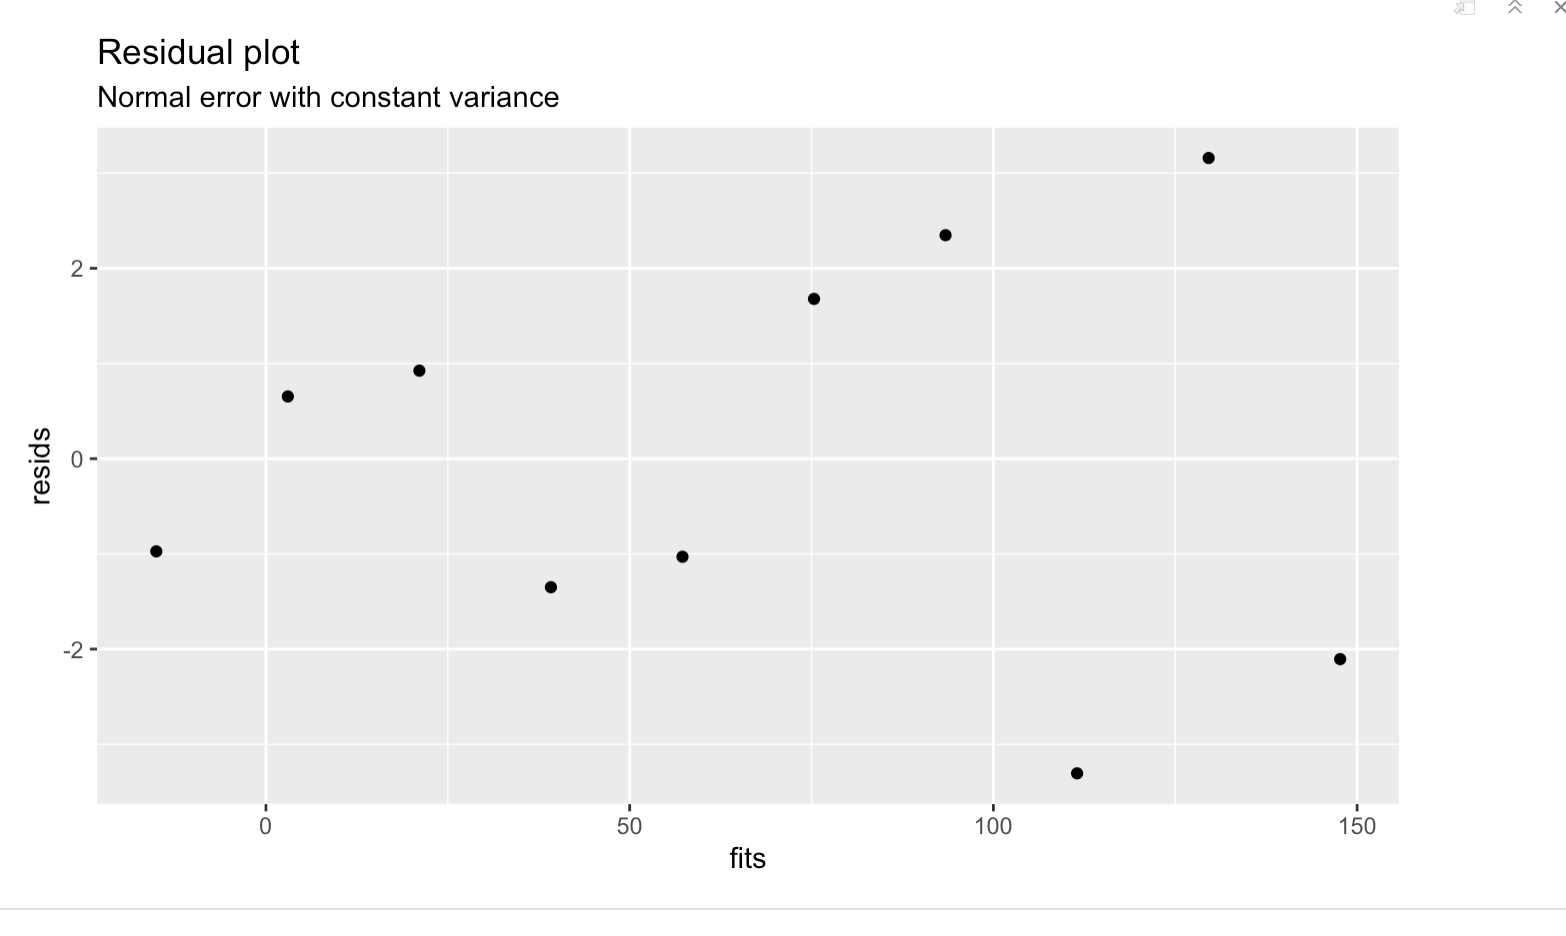 Residual plot
Normal error with constant variance
2
0
-2
resids
0 50 100 150
fits